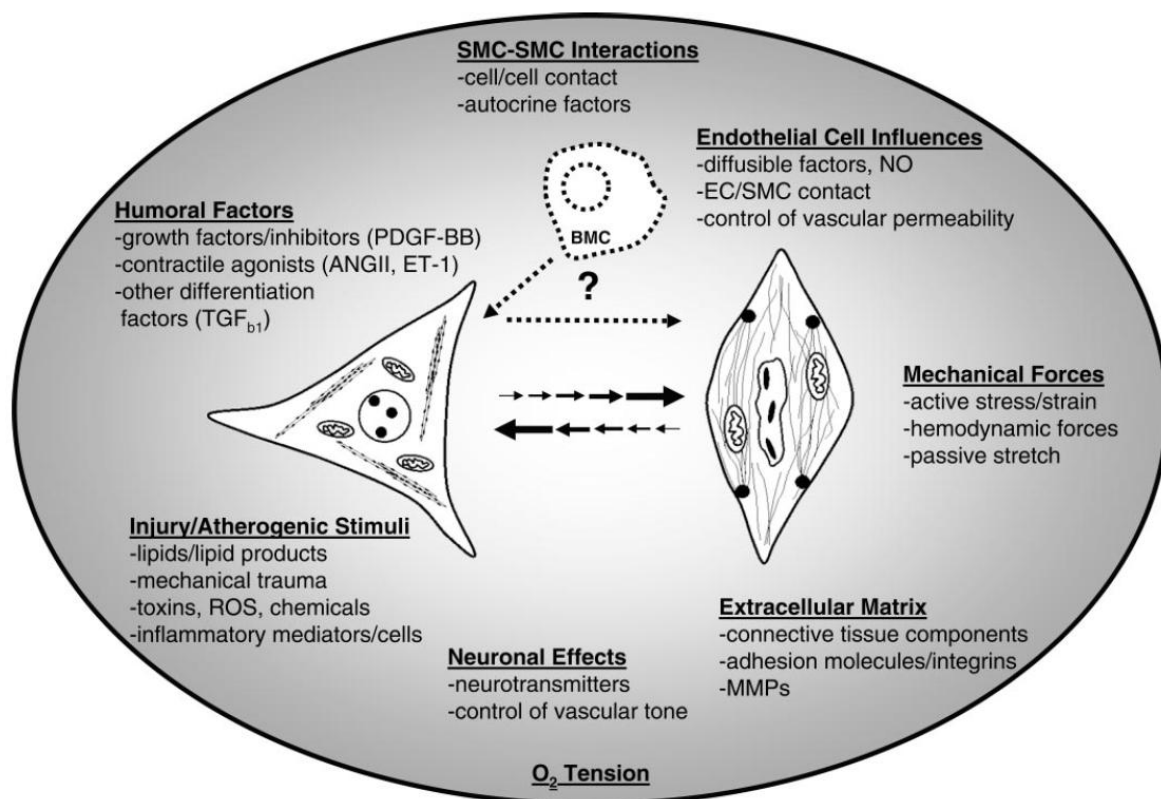 SMC-SMC Interactions
-cell/cell contact
-autocrine factors
Endothelial Cell Influences
-diffusible factors, NO
-EC/SMC contact
-control of vascular permeability
Humoral Factors
-growth factors/inhibitors (PDGF-BB)
-contractile agonists (ANGII, ET-1)
-other differentiation
factors (TGFb1)
BMC
?
Mechanical Forces
-active stress/strain
-hemodynamic forces
-passive stretch
Injury/Atherogenic Stimuli
-lipids/lipid products
-mechanical trauma
-toxins, ROS, chemicals
-inflammatory mediators/cells
Extracellular Matrix
-connective tissue components
-adhesion molecules/integrins
-MMPs
Neuronal Effects
-neurotransmitters
-control of vascular tone
O2 Tension